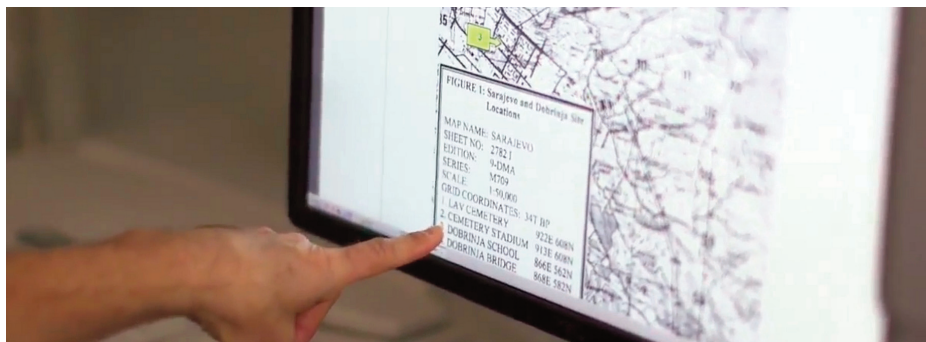 15
3
FIGURE 1: Sarajevo and Dobrinja Site
Locations
MAP NAME: SARAJEVO
SHEET NO: 2782 I
EDITION: 9-DMA
SERIES: M709
SCALE: 1:50,000
GRID COORDINATES: 34T BP
1. LAV CEMETERY 922E 608N
2. CEMETERY STADIUM 913E 608N
DOBRINJA SCHOOL 866E 562N
DOBRINJA BRIDGE 868E 582N